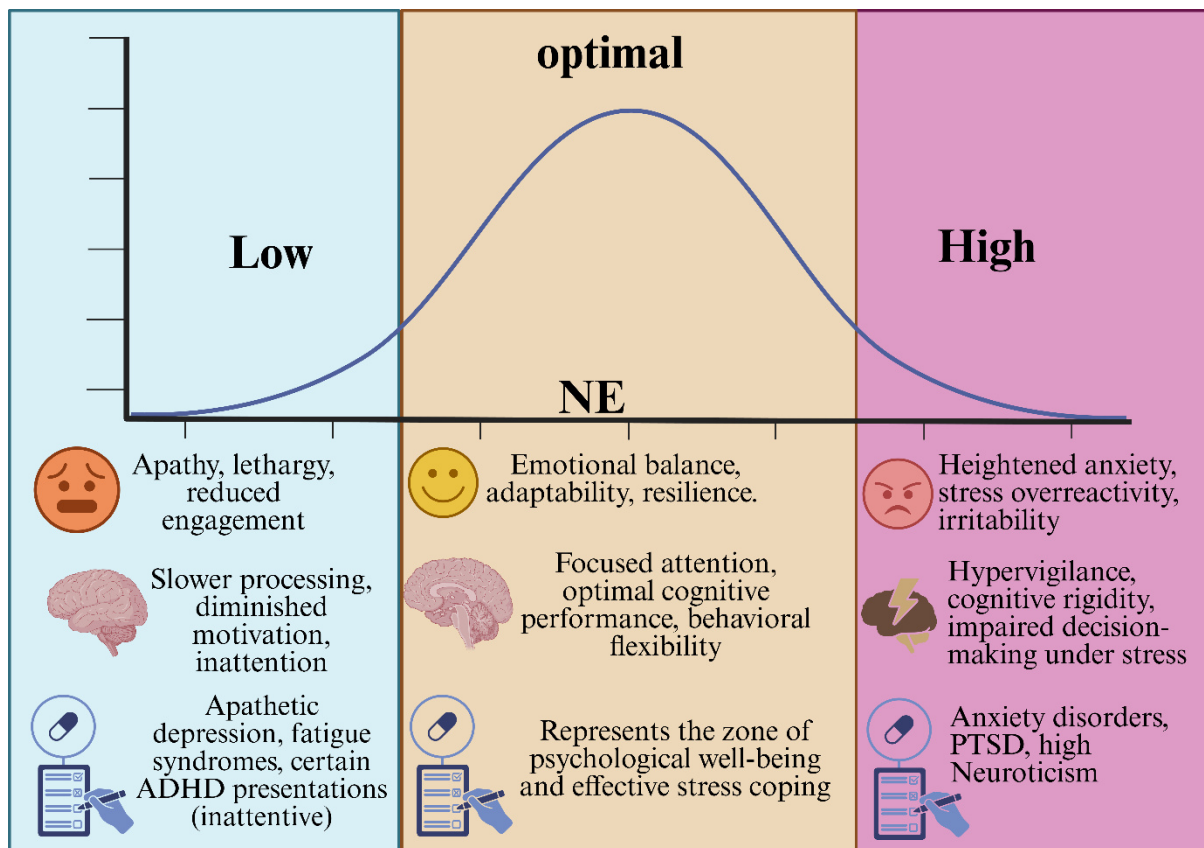 optimal
Low
High
NE
Apathy, lethargy,
reduced
engagement
Emotional balance,
adaptability, resilience.
Heightened anxiety,
stress overreactivity,
irritability
Slower processing,
diminished
motivation,
inattention
Focused attention,
optimal cognitive
performance, behavioral
flexibility
Hypervigilance,
cognitive rigidity,
impaired decision-
making under stress
Apathetic
depression, fatigue
syndromes, certain
ADHD presentations
(inattentive)
Represents the zone of
psychological well-being
and effective stress coping
Anxiety disorders,
PTSD, high
Neuroticism